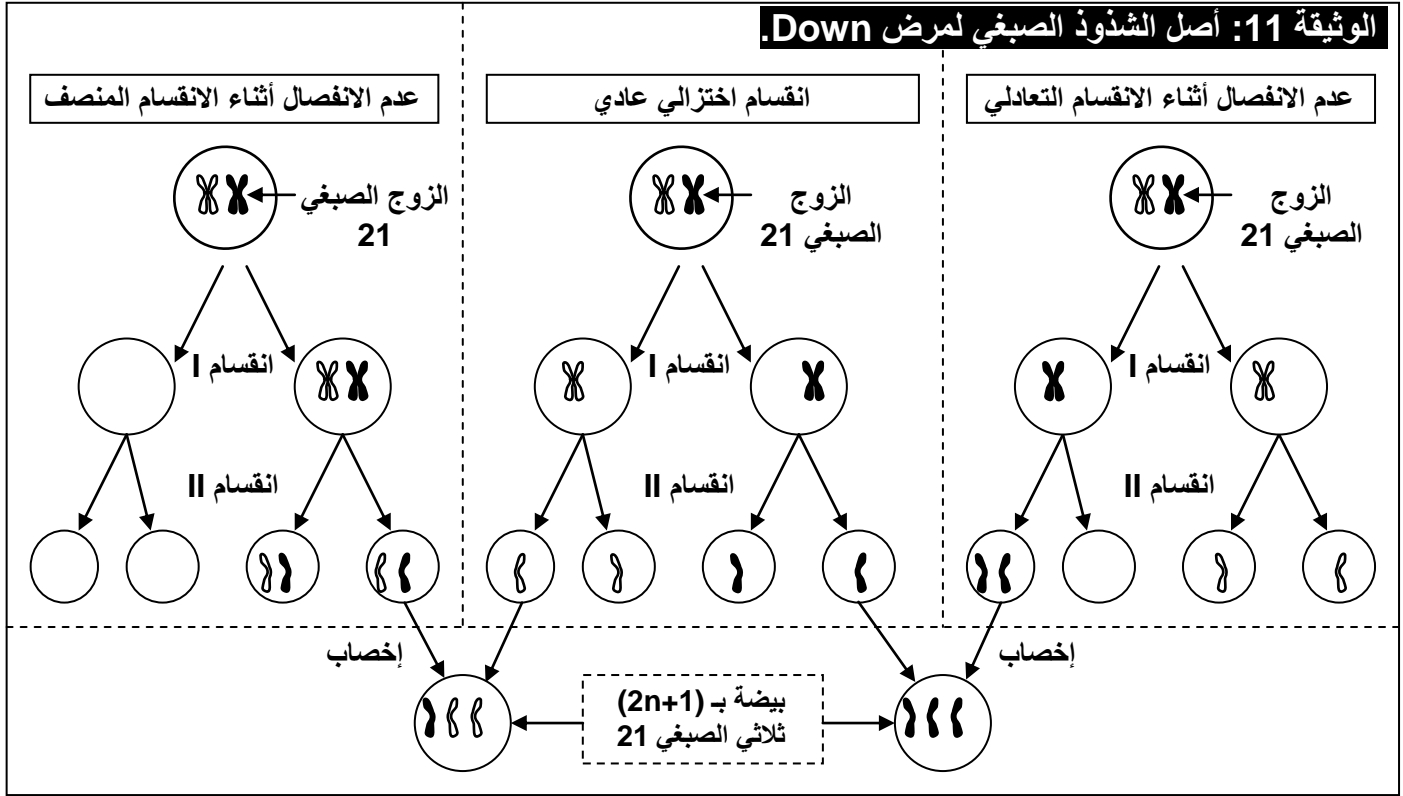 الوثيقة 11: أصل الشذوذ الصبغي لمرض Down.
عدم الانفصال أثناء الانقسام التعادلي
انقسام اختزالي عادي
عدم الانفصال أثناء الانقسام المنصف
الزوج
الصبغي 21
الزوج
الصبغي 21
الزوج الصبغي
21
انقسام I
انقسام I
انقسام I
انقسام II
انقسام II
انقسام II
إخصاب
إخصاب
بيضة بـ (2n+1)
ثلاثي الصبغي 21